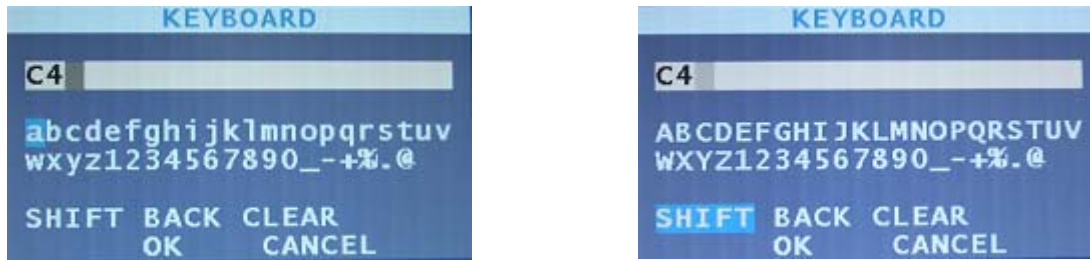 KEYBOARD
C4
abcdefghijklmnopqrstuv
wxyz1234567890_-+%.@
SHIFT BACK CLEAR
OK CANCEL
KEYBOARD
C4
ABCDEFGHIJKLMNOPQRSTUV
WXYZ1234567890_-+%.@
SHIFT BACK CLEAR
OK CANCEL